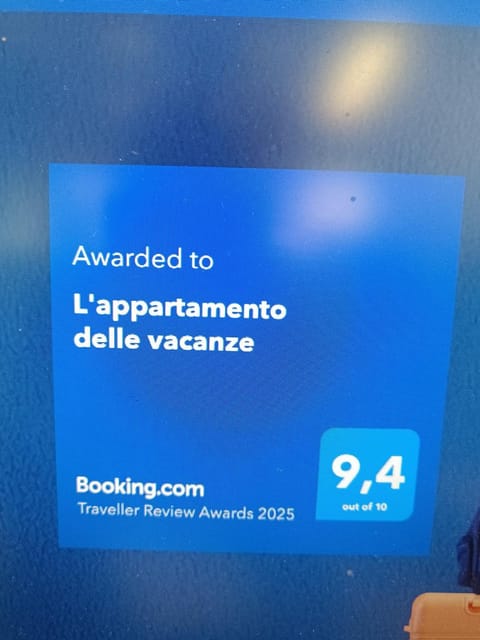 Awarded to
L'appartamento
delle vacanze
Booking.com
Traveller Review Awards 2025
9,4
out of 10